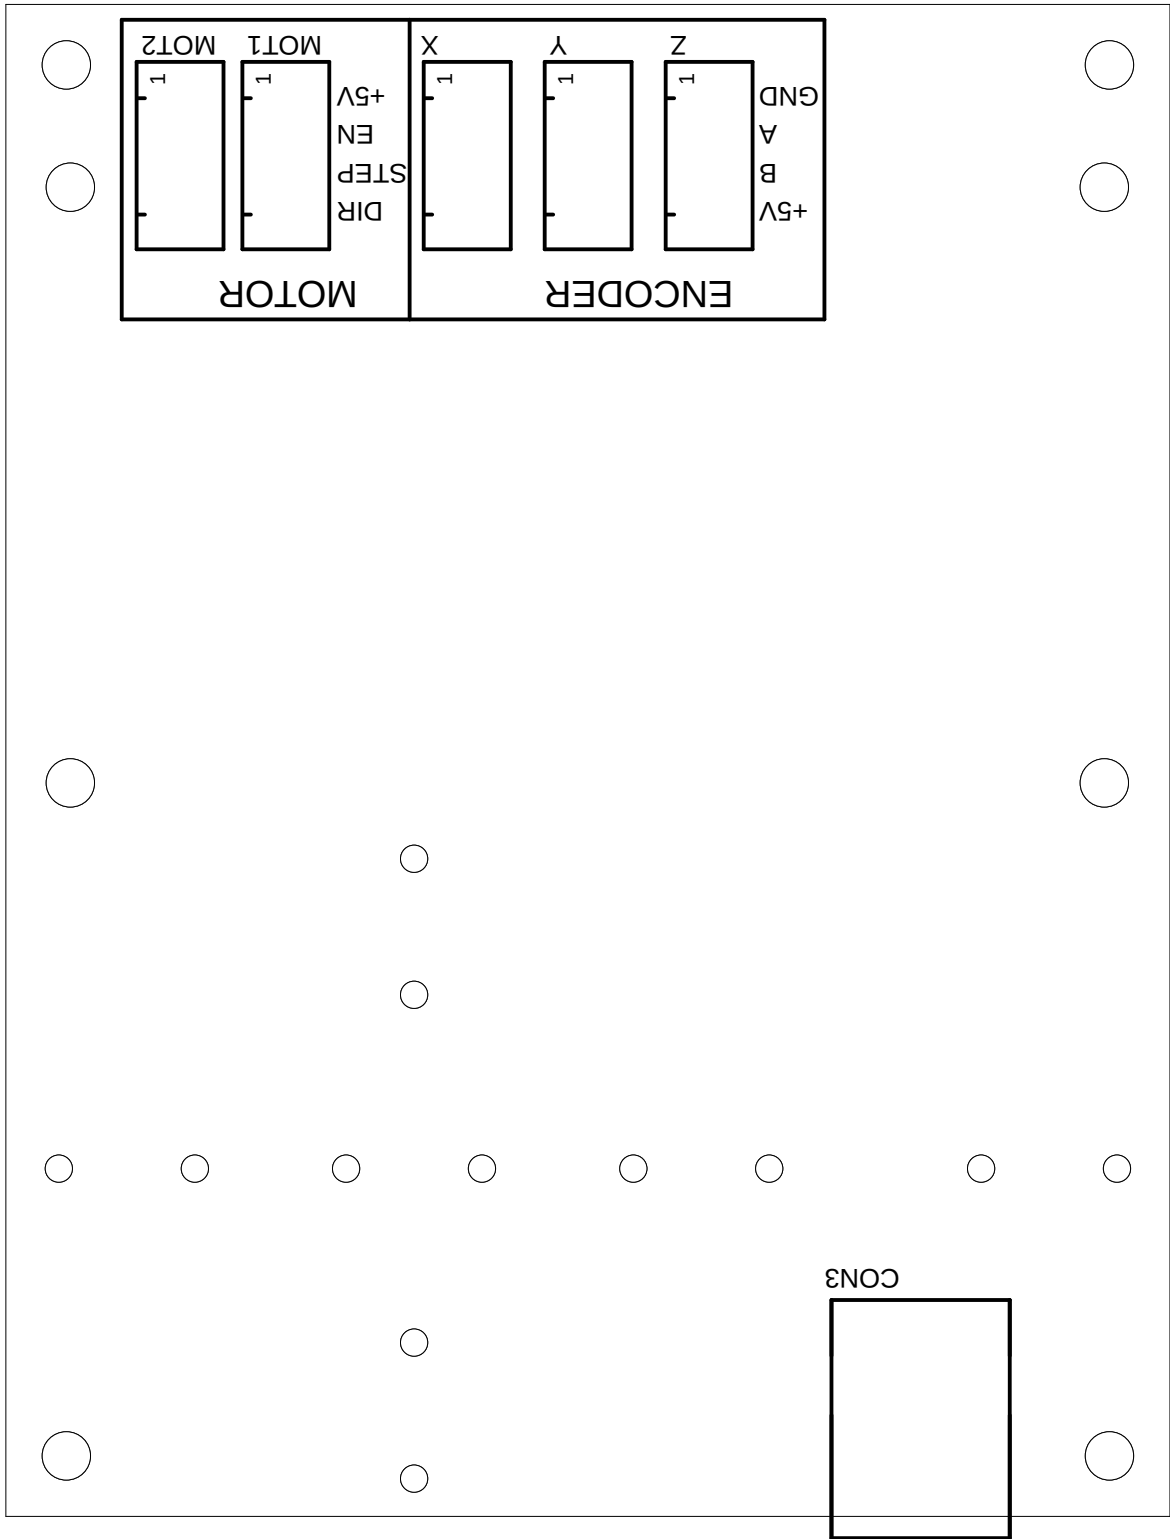 CON3
ENCODER
MOTOR
+5V
DIR
B
STEP
A
EN
GND
+5V
1
1
1
1
1
Z
Y
X
MOT1
MOT2